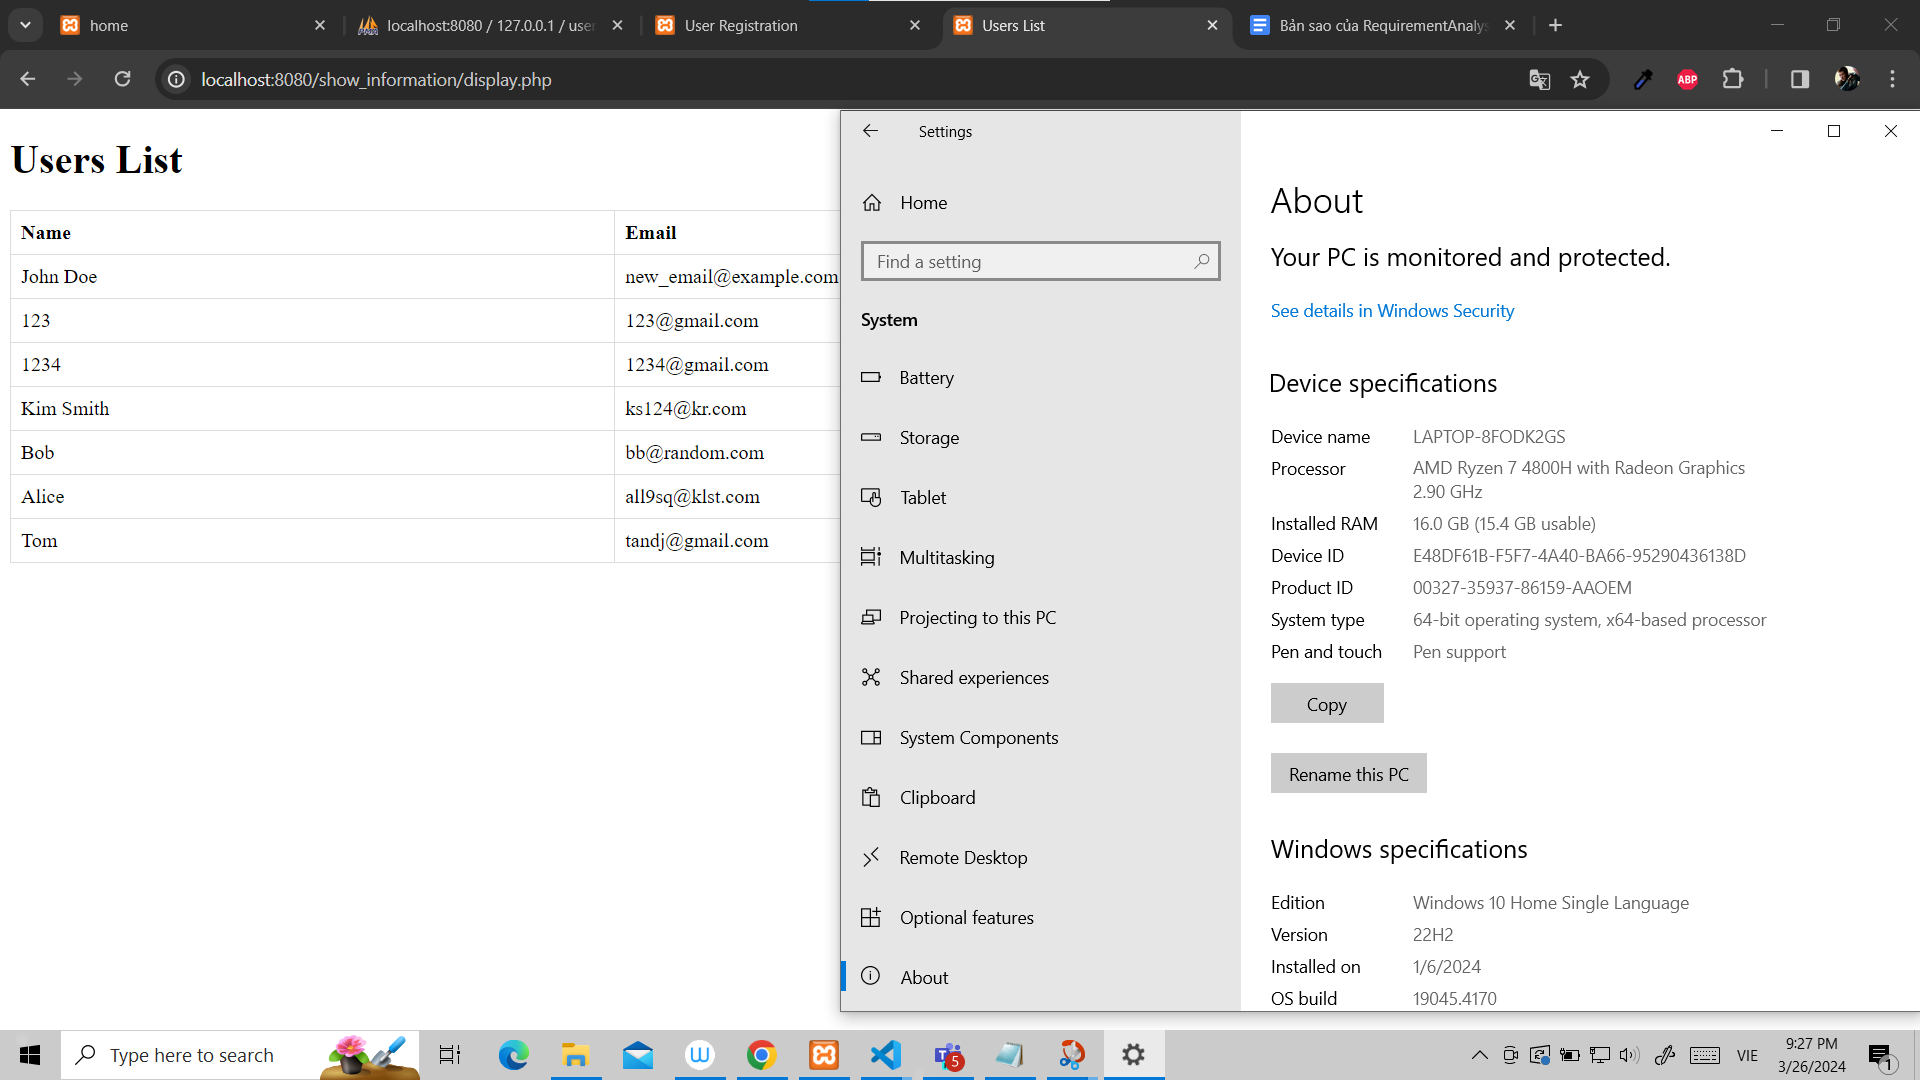 home
localhost:8080 / 127.0.0.1 / user
User Registration
Users List
Bản sao của RequirementAnalys
localhost:8080/show_information/display.php
ABP
Users List
Name Email
John Doe new_email@example.com
123 123@gmail.com
1234 1234@gmail.com
Kim Smith ks124@kr.com
Bob bb@random.com
Alice all9sq@klst.com
Tom tandj@gmail.com
Settings
Home
Find a setting
System
Battery
Storage
Tablet
Multitasking
Projecting to this PC
Shared experiences
System Components
Clipboard
Remote Desktop
Optional features
About
About
Your PC is monitored and protected.
See details in Windows Security
Device specifications
Device name LAPTOP-8FODK2GS
Processor AMD Ryzen 7 4800H with Radeon Graphics
2.90 GHz
Installed RAM 16.0 GB (15.4 GB usable)
Device ID E48DF61B-F5F7-4A40-BA66-95290436138D
Product ID 00327-35937-86159-AAOEM
System type 64-bit operating system, x64-based processor
Pen and touch Pen support
Copy
Rename this PC
Windows specifications
Edition Windows 10 Home Single Language
Version 22H2
Installed on 1/6/2024
OS build 19045.4170
Type here to search
5
VIE
9:27 PM
3/26/2024
1